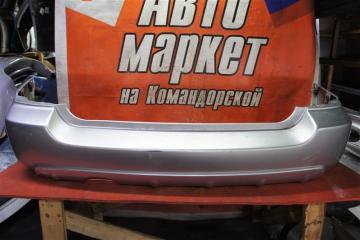 АВТО
маркет
на Командорской